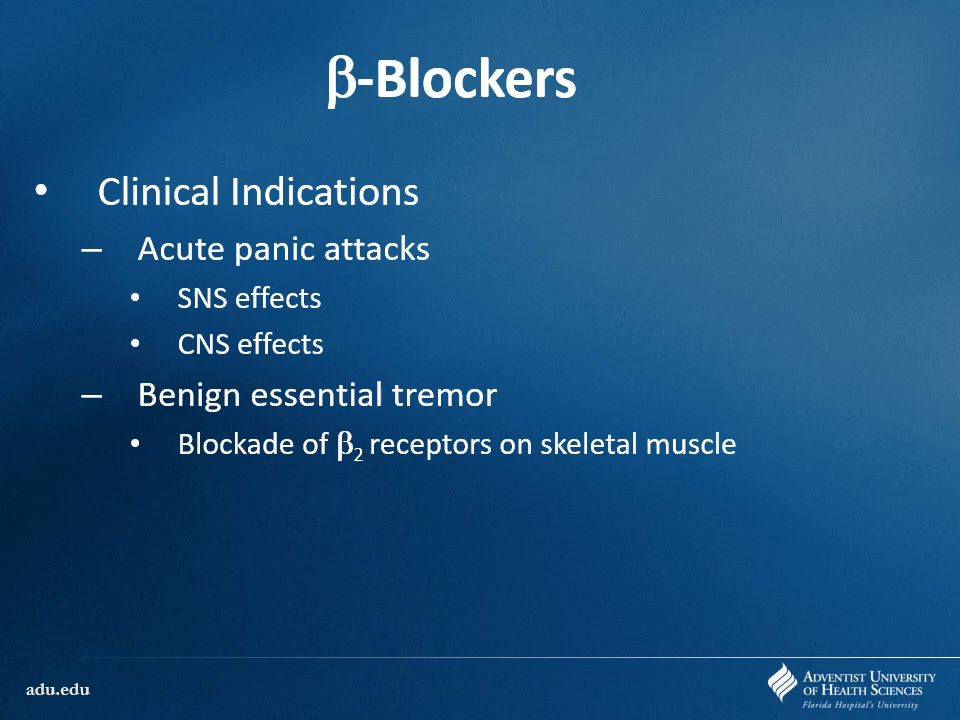 β-Blockers
• Clinical Indications
– Acute panic attacks
• SNS effects
• CNS effects
– Benign essential tremor
• Blockade of β₂ receptors on skeletal muscle
adu.edu
ADVENTIST UNIVERSITY
OF HEALTH SCIENCES
Florida Hospital's University